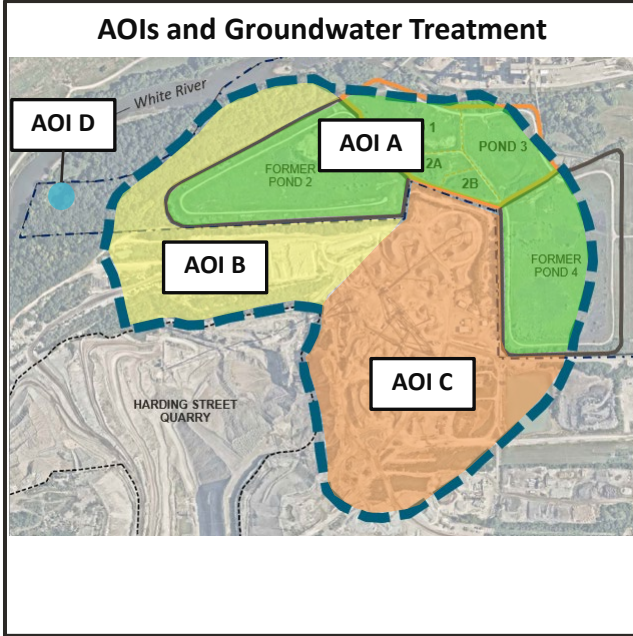 AOIs and Groundwater Treatment
White River
AOI D
AOI A
1
POND 3
2A
2B
FORMER
POND 2
FORMER
POND 4
AOI B
AOI C
HARDING STREET
QUARRY